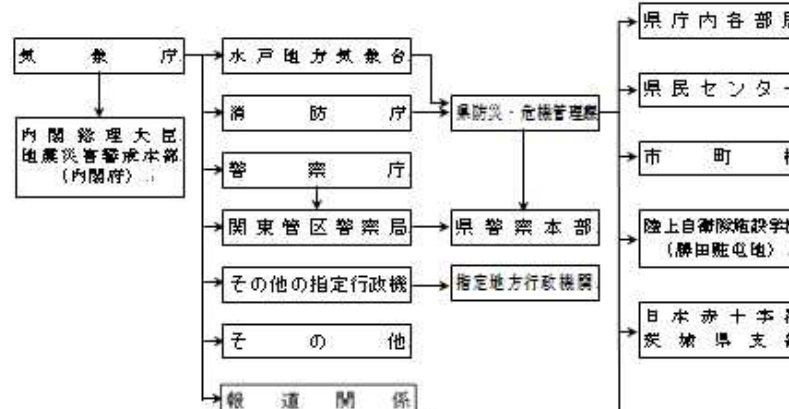 気象庁
内閣総理大臣
地震災害警戒本部
（内閣府）
水戸地方気象台
消防庁
警察庁
関東管区警察局
その他の指定行政機
その他
報道関係
県防災・危機管理課
県警察本部
指定地方行政機関
県庁内各部
県民センター
市町
陸上自衛隊施設学
（勝田駐屯地）
日本赤十字
茨城県支